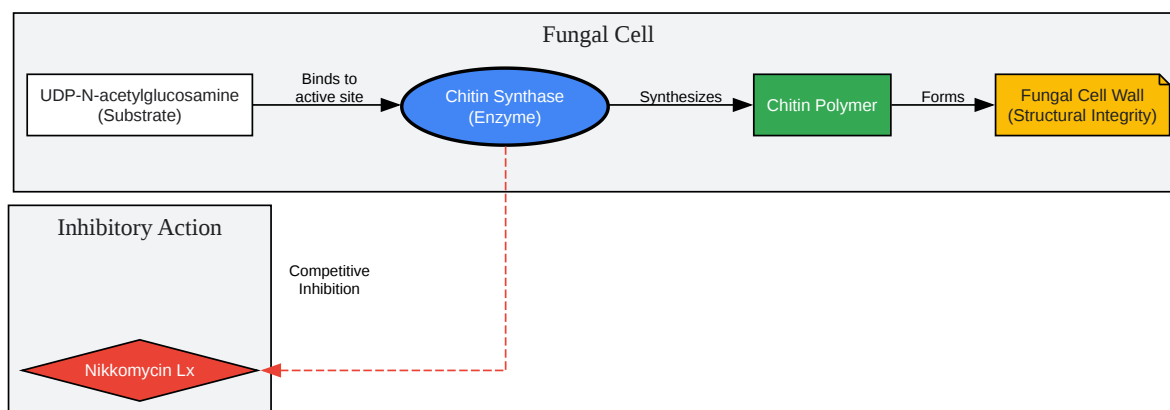 Fungal Cell
UDP-N-acetylglucosamine
(Substrate)
Binds to
active site
Chitin Synthase
(Enzyme)
Synthesizes
Chitin Polymer
Forms
Fungal Cell Wall
(Structural Integrity)
Inhibitory Action
Competitive
Inhibition
Nikkomycin Lx